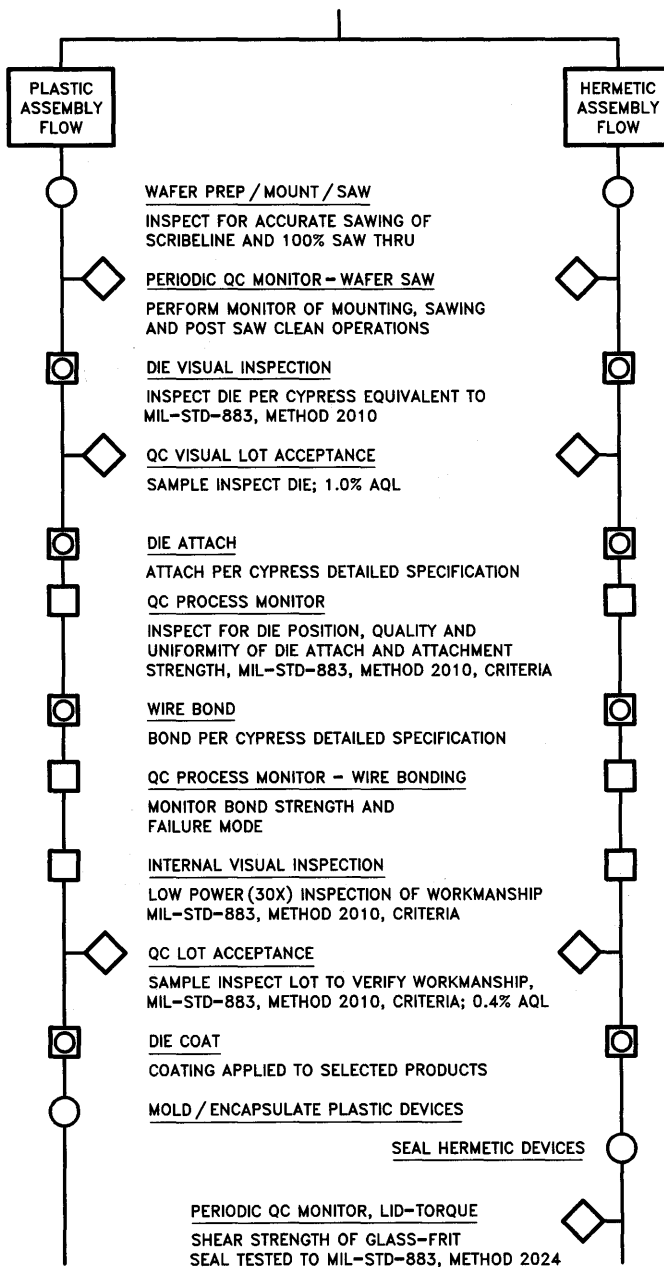 PLASTIC
ASSEMBLY
FLOW
HERMETIC
ASSEMBLY
FLOW
WAFER PREP / MOUNT / SAW
INSPECT FOR ACCURATE SAWING OF
SCRIBELINE AND 100% SAW THRU
PERIODIC QC MONITOR – WAFER SAW
PERFORM MONITOR OF MOUNTING, SAWING
AND POST SAW CLEAN OPERATIONS
DIE VISUAL INSPECTION
INSPECT DIE PER CYPRESS EQUIVALENT TO
MIL–STD–883, METHOD 2010
QC VISUAL LOT ACCEPTANCE
SAMPLE INSPECT DIE; 1.0% AQL
DIE ATTACH
ATTACH PER CYPRESS DETAILED SPECIFICATION
QC PROCESS MONITOR
INSPECT FOR DIE POSITION, QUALITY AND
UNIFORMITY OF DIE ATTACH AND ATTACHMENT
STRENGTH, MIL–STD–883, METHOD 2010, CRITERIA
WIRE BOND
BOND PER CYPRESS DETAILED SPECIFICATION
QC PROCESS MONITOR – WIRE BONDING
MONITOR BOND STRENGTH AND
FAILURE MODE
INTERNAL VISUAL INSPECTION
LOW POWER (30X) INSPECTION OF WORKMANSHIP
MIL–STD–883, METHOD 2010, CRITERIA
QC LOT ACCEPTANCE
SAMPLE INSPECT LOT TO VERIFY WORKMANSHIP,
MIL–STD–883, METHOD 2010, CRITERIA; 0.4% AQL
DIE COAT
COATING APPLIED TO SELECTED PRODUCTS
MOLD / ENCAPSULATE PLASTIC DEVICES
SEAL HERMETIC DEVICES
PERIODIC QC MONITOR, LID–TORQUE
SHEAR STRENGTH OF GLASS–FRIT
SEAL TESTED TO MIL–STD–883, METHOD 2024